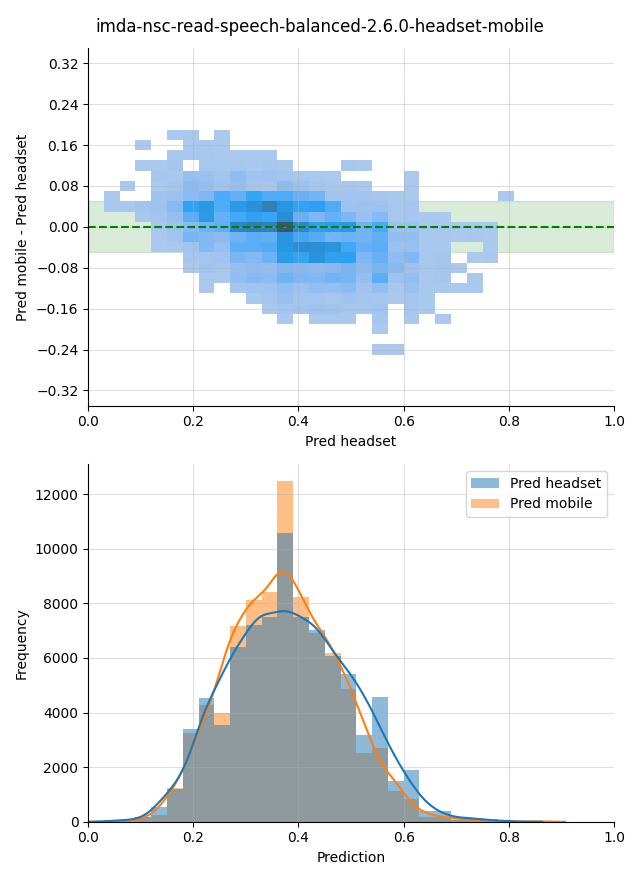 imda-nsc-read-speech-balanced-2.6.0-headset-mobile
0.32
0.24
0.16
0.08
0.00
−0.08
−0.16
−0.24
−0.32
Pred mobile - Pred headset
0.0 0.2 0.4 0.6 0.8 1.0
Pred headset
Pred headset
Pred mobile
12000
10000
8000
6000
4000
2000
0
Frequency
0.0 0.2 0.4 0.6 0.8 1.0
Prediction